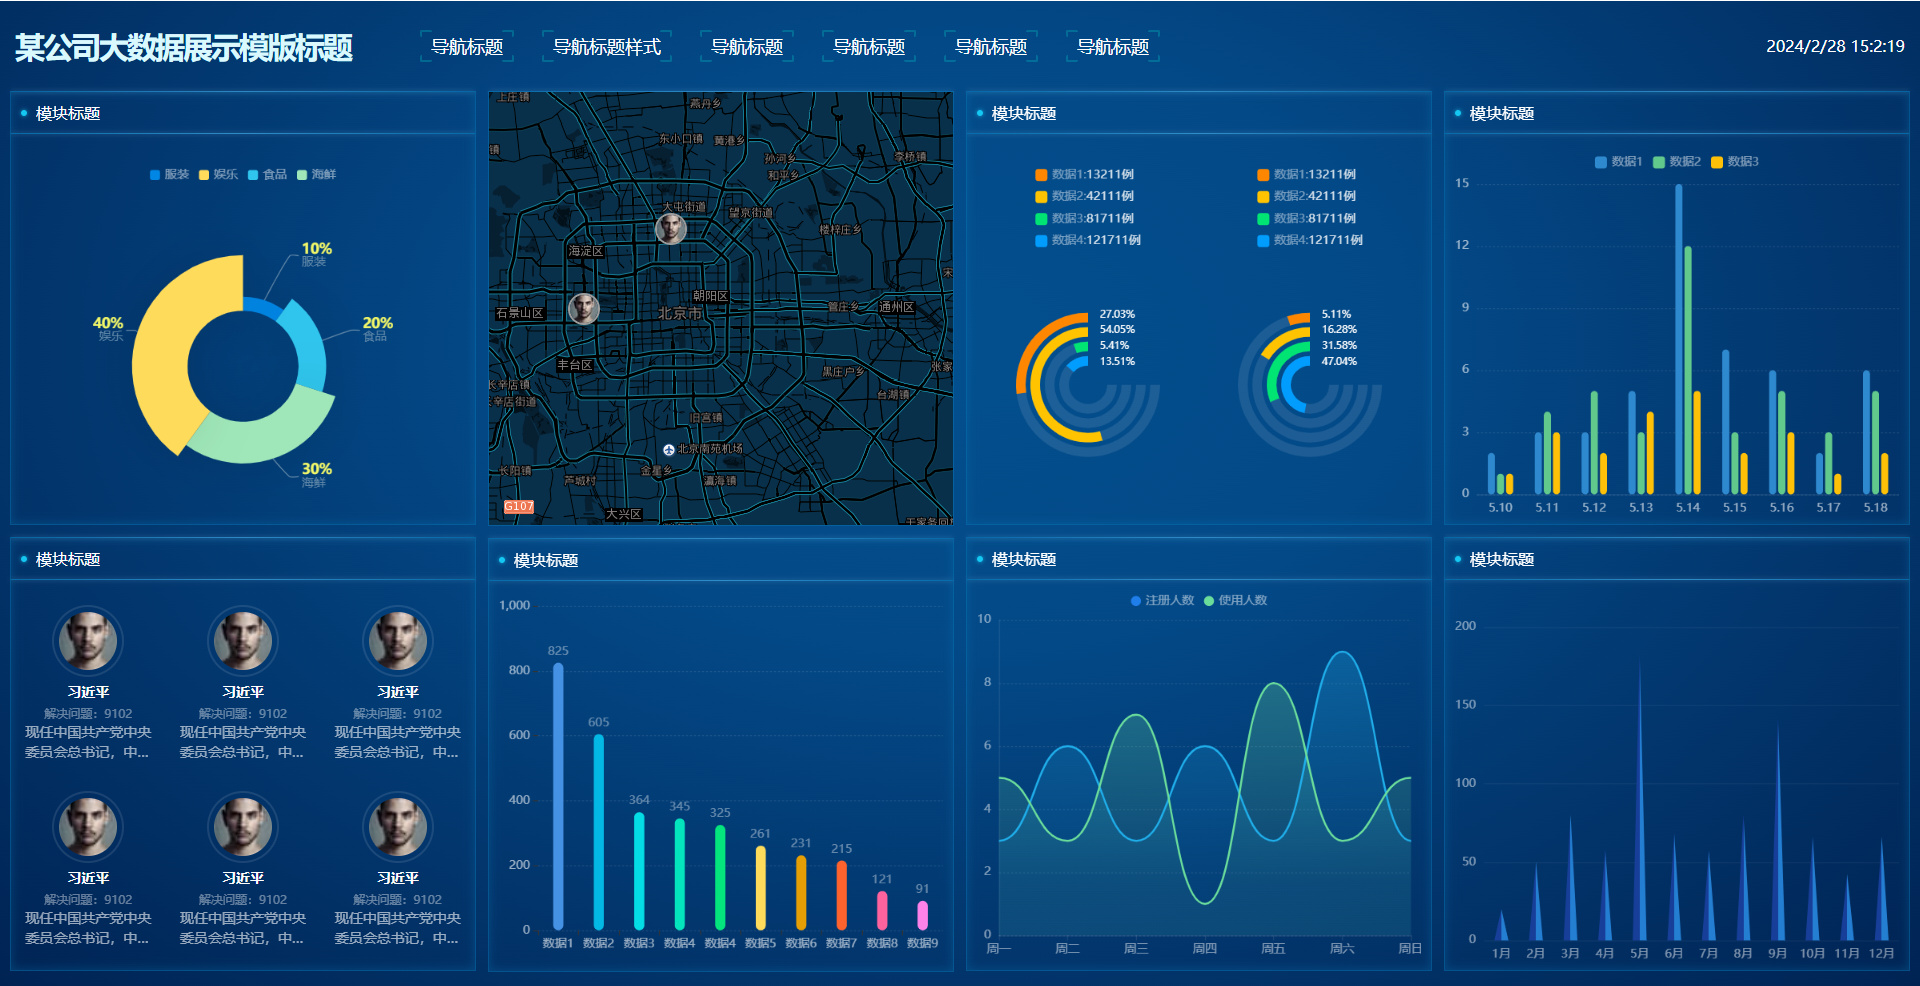 某公司大数据展示模版标题
导航标题
导航标题样式
导航标题
导航标题
导航标题
导航标题
2024/2/28 15:2:19
模块标题
服装 娱乐 食品 海鲜
10%
服装
20%
食品
40%
娱乐
30%
海鲜
上庄镇
燕丹乡
东小口镇
黄港乡
孙河乡
李桥镇
镇
和平乡
大屯街道
望京街道
楼梓庄乡
海淀区
宋
朝阳区
石景山区
北京市
管庄乡
通州区
丰台区
黑庄户乡
张家
长辛店镇
长辛店街道
台湖镇
旧宫镇
北京南苑机场
长阳镇
金星乡
芦城村
瀛海镇
G107
大兴区
于家务回族
模块标题
数据1:13211例
数据2:42111例
数据3:81711例
数据4:121711例
数据1:13211例
数据2:42111例
数据3:81711例
数据4:121711例
27.03%
54.05%
5.41%
13.51%
5.11%
16.28%
31.58%
47.04%
模块标题
数据1 数据2 数据3
15
12
9
6
3
0
5.10 5.11 5.12 5.13 5.14 5.15 5.16 5.17 5.18
模块标题
习近平 习近平 习近平
解决问题：9102 解决问题：9102 解决问题：9102
现任中国共产党中央 现任中国共产党中央 现任中国共产党中央
委员会总书记，中... 委员会总书记，中... 委员会总书记，中...
习近平 习近平 习近平
解决问题：9102 解决问题：9102 解决问题：9102
现任中国共产党中央 现任中国共产党中央 现任中国共产党中央
委员会总书记，中... 委员会总书记，中... 委员会总书记，中...
模块标题
1,000
800
600
400
200
0
825
605
364
345
325
261
231
215
121
91
数据1 数据2 数据3 数据4 数据4 数据5 数据6 数据7 数据8 数据9
模块标题
注册人数 使用人数
10
8
6
4
2
0
周一 周二 周三 周四 周五 周六 周日
模块标题
200
150
100
50
0
1月 2月 3月 4月 5月 6月 7月 8月 9月 10月 11月 12月